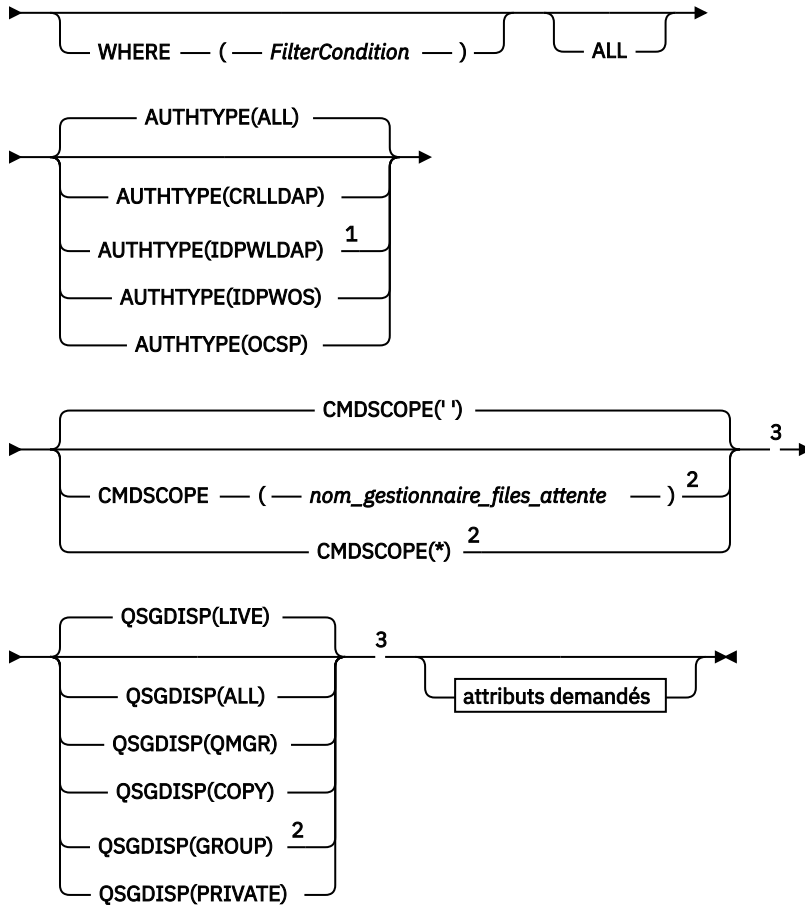 WHERE ( FilterCondition ) ALL
AUTHTYPE(ALL)
AUTHTYPE(CRLLDAP)
AUTHTYPE(IDPWLDAP) 1
AUTHTYPE(IDPWOS)
AUTHTYPE(OCSP)
CMDSCOPE(' ')
3
CMDSCOPE ( nom_gestionnaire_files_attente ) 2
CMDSCOPE(*) 2
QSGDISP(LIVE)
3
QSGDISP(ALL)
attributs demandés
QSGDISP(QMGR)
QSGDISP(COPY)
QSGDISP(GROUP) 2
QSGDISP(PRIVATE)